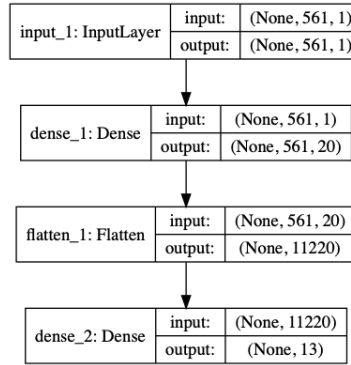 input_1: InputLayer
input: (None, 561, 1)
output: (None, 561, 1)
dense_1: Dense
input: (None, 561, 1)
output: (None, 561, 20)
flatten_1: Flatten
input: (None, 561, 20)
output: (None, 11220)
dense_2: Dense
input: (None, 11220)
output: (None, 13)